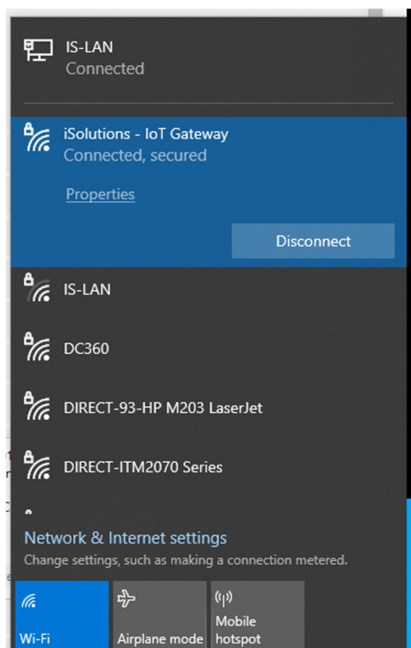 IS-LAN
Connected
iSolutions - IoT Gateway
Connected, secured
Properties
Disconnect
IS-LAN
DC360
DIRECT-93-HP M203 LaserJet
DIRECT-ITM2070 Series
Network & Internet settings
Change settings, such as making a connection metered.
Wi-Fi
Airplane mode
Mobile
hotspot